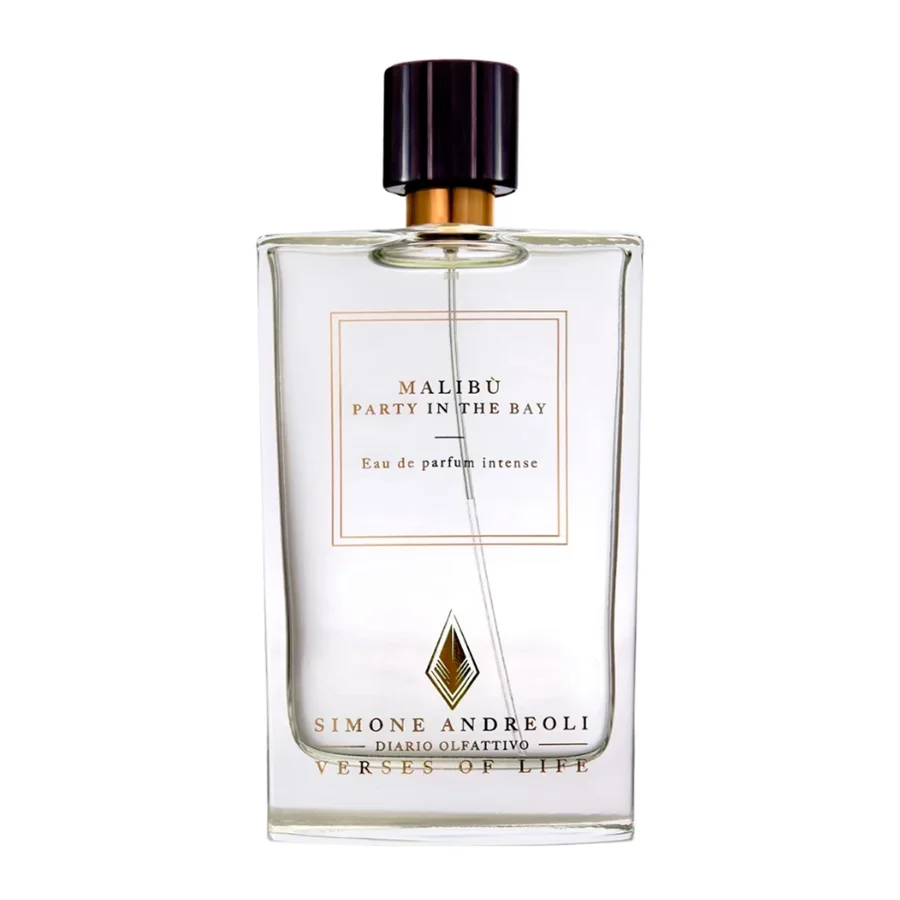 MALIBÙ
PARTY IN THE BAY
Eau de parfum intense
SIMONE ANDREOLI
DIARIO OLFATTIVO
VERSES OF LIFE